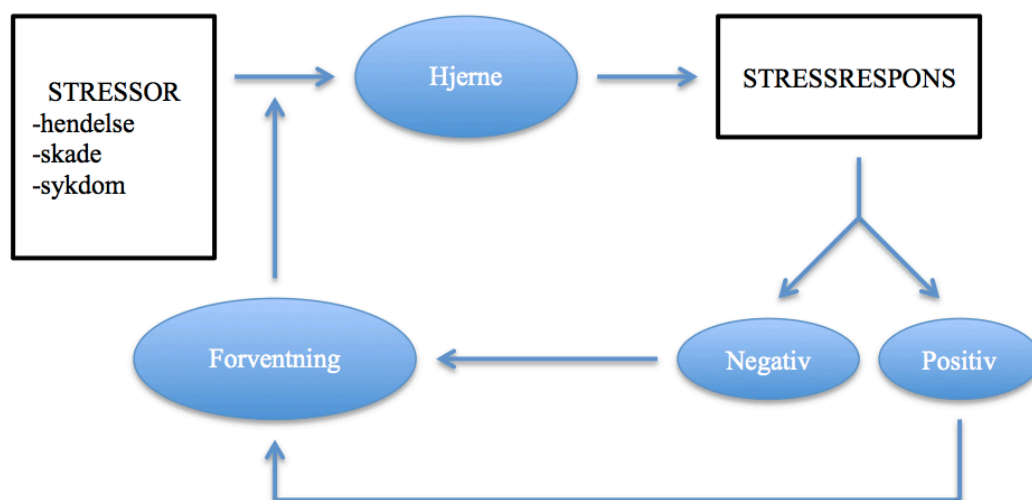 STRESSOR
-hendelse
-skade
-sykdom
Hjerne
STRESSRESPONS
Forventning
Negativ
Positiv